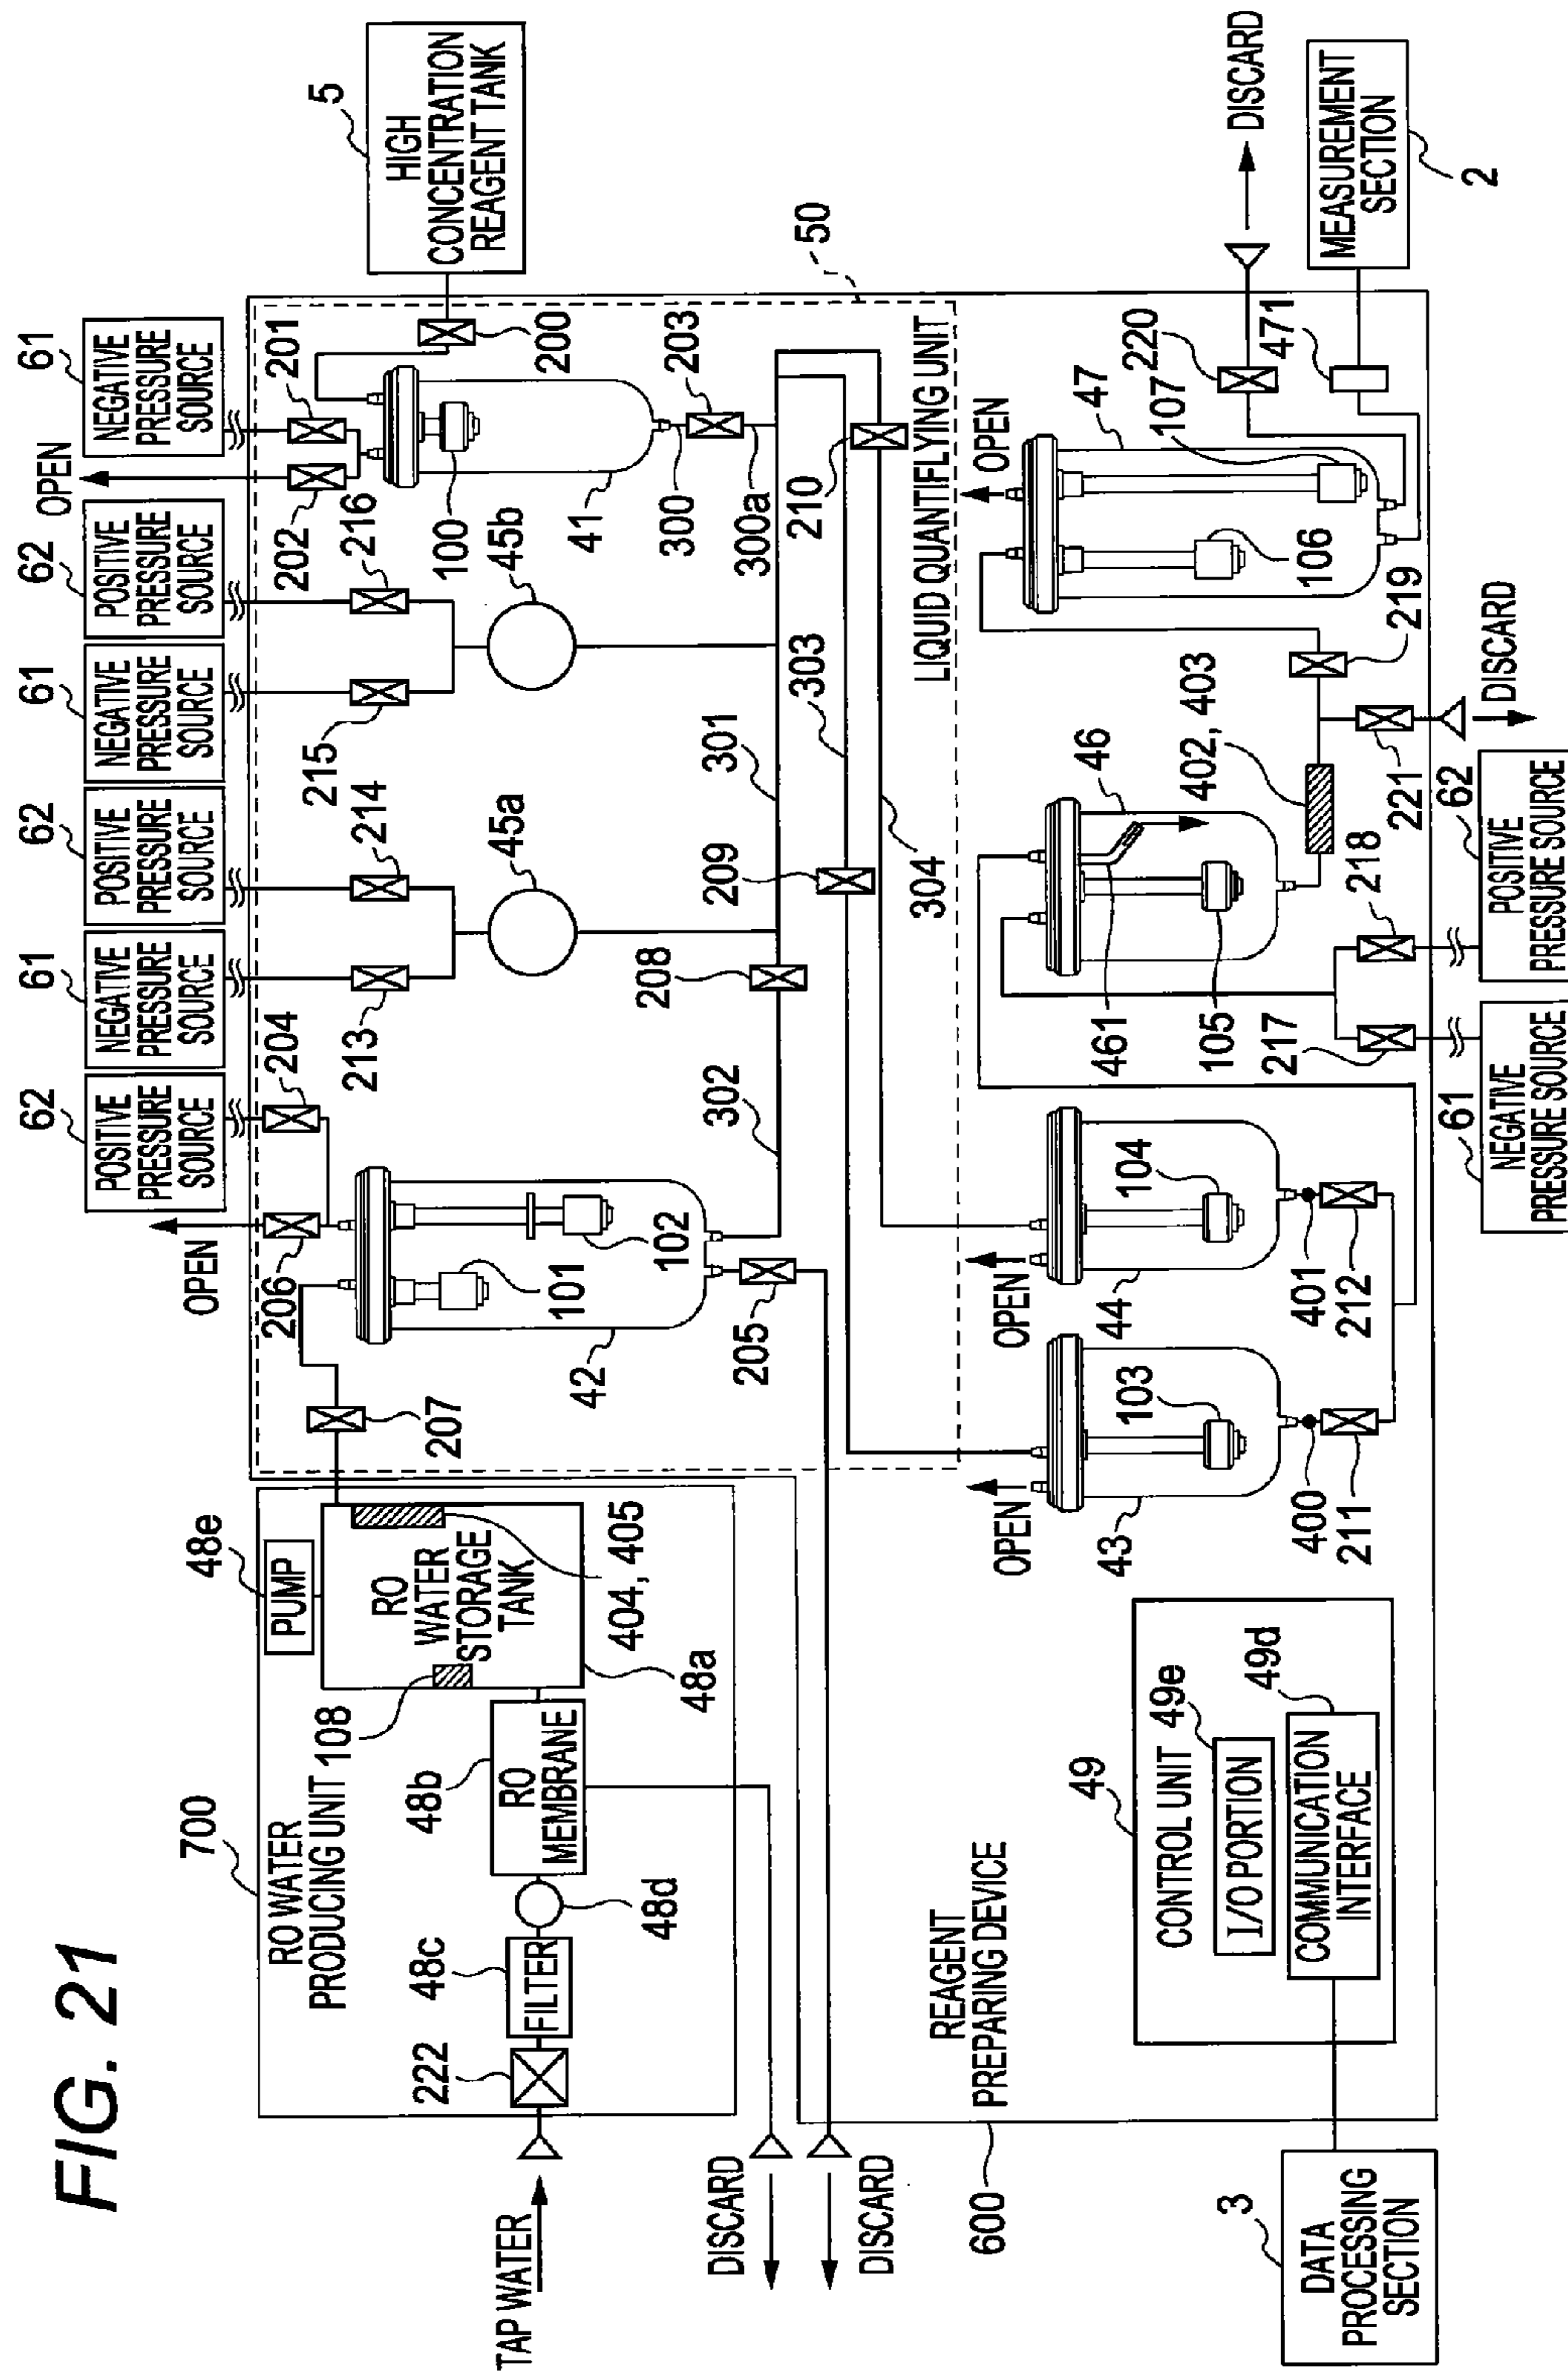 FIG. 21
700
RO WATER
PRODUCING UNIT
108
48e
PUMP
RO
WATER
STORAGE
TANK
404, 405
48a
48b
RO
MEMBRANE
48d
48c
FILTER
222
TAP WATER
DISCARD
DISCARD
OPEN
206
207
62
POSITIVE
PRESSURE
SOURCE
204
61
NEGATIVE
PRESSURE
SOURCE
213
62
POSITIVE
PRESSURE
SOURCE
214
61
NEGATIVE
PRESSURE
SOURCE
215
62
POSITIVE
PRESSURE
SOURCE
216
OPEN
202
61
NEGATIVE
PRESSURE
SOURCE
201
5
HIGH
CONCENTRATION
REAGENT TANK
200
50
101
102
42
205
45a
45b
100
41
300
203
300a
302
208
301
303
209
304
210
LIQUID QUANTIFLYING UNIT
OPEN
43
103
400
211
OPEN
44
104
401
212
46
461
105
217
218
402, 403
221
219
DISCARD
OPEN
47
107
106
220
471
DISCARD
MEASUREMENT
SECTION
2
61
NEGATIVE
PRESSURE SOURCE
62
POSITIVE
PRESSURE SOURCE
REAGENT
PREPARING DEVICE
600
49
CONTROL UNIT
49e
I/O PORTION
49d
COMMUNICATION
INTERFACE
3
DATA
PROCESSING
SECTION